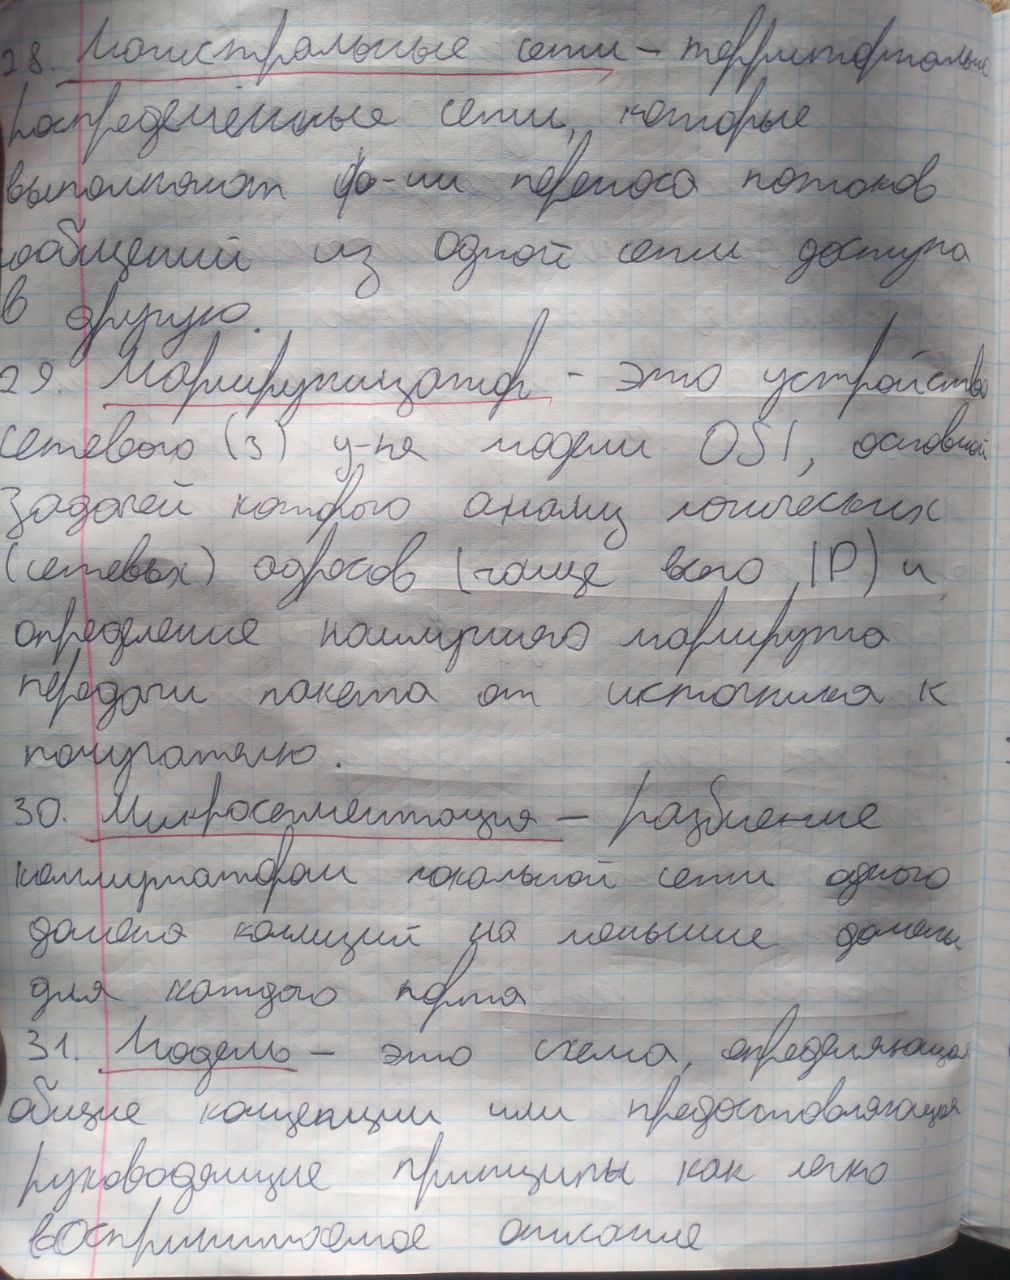 28. Магистральные сети – территориально
распределённые сети, которые
выполняют ф-ии переноса потоков
сообщений из одной сети доступа
в другую.
29. Маршрутизатор – это устройство
сетевого (3) у-ня модели OSI, основной
задачей которого анализ логических
(сетевых) адресов (чаще всего IP) и
определение наилучшего маршрута
передачи пакета от источника к
получателю.
30. Микросегментация – разбиение
коммутатором локальной сети одного
домена коллизий на меньшие домены
для каждого порта
31. Модель – это схема, определяющая
общие концепции или предоставляющая
руководящие принципы как легко
воспринимаемое описание